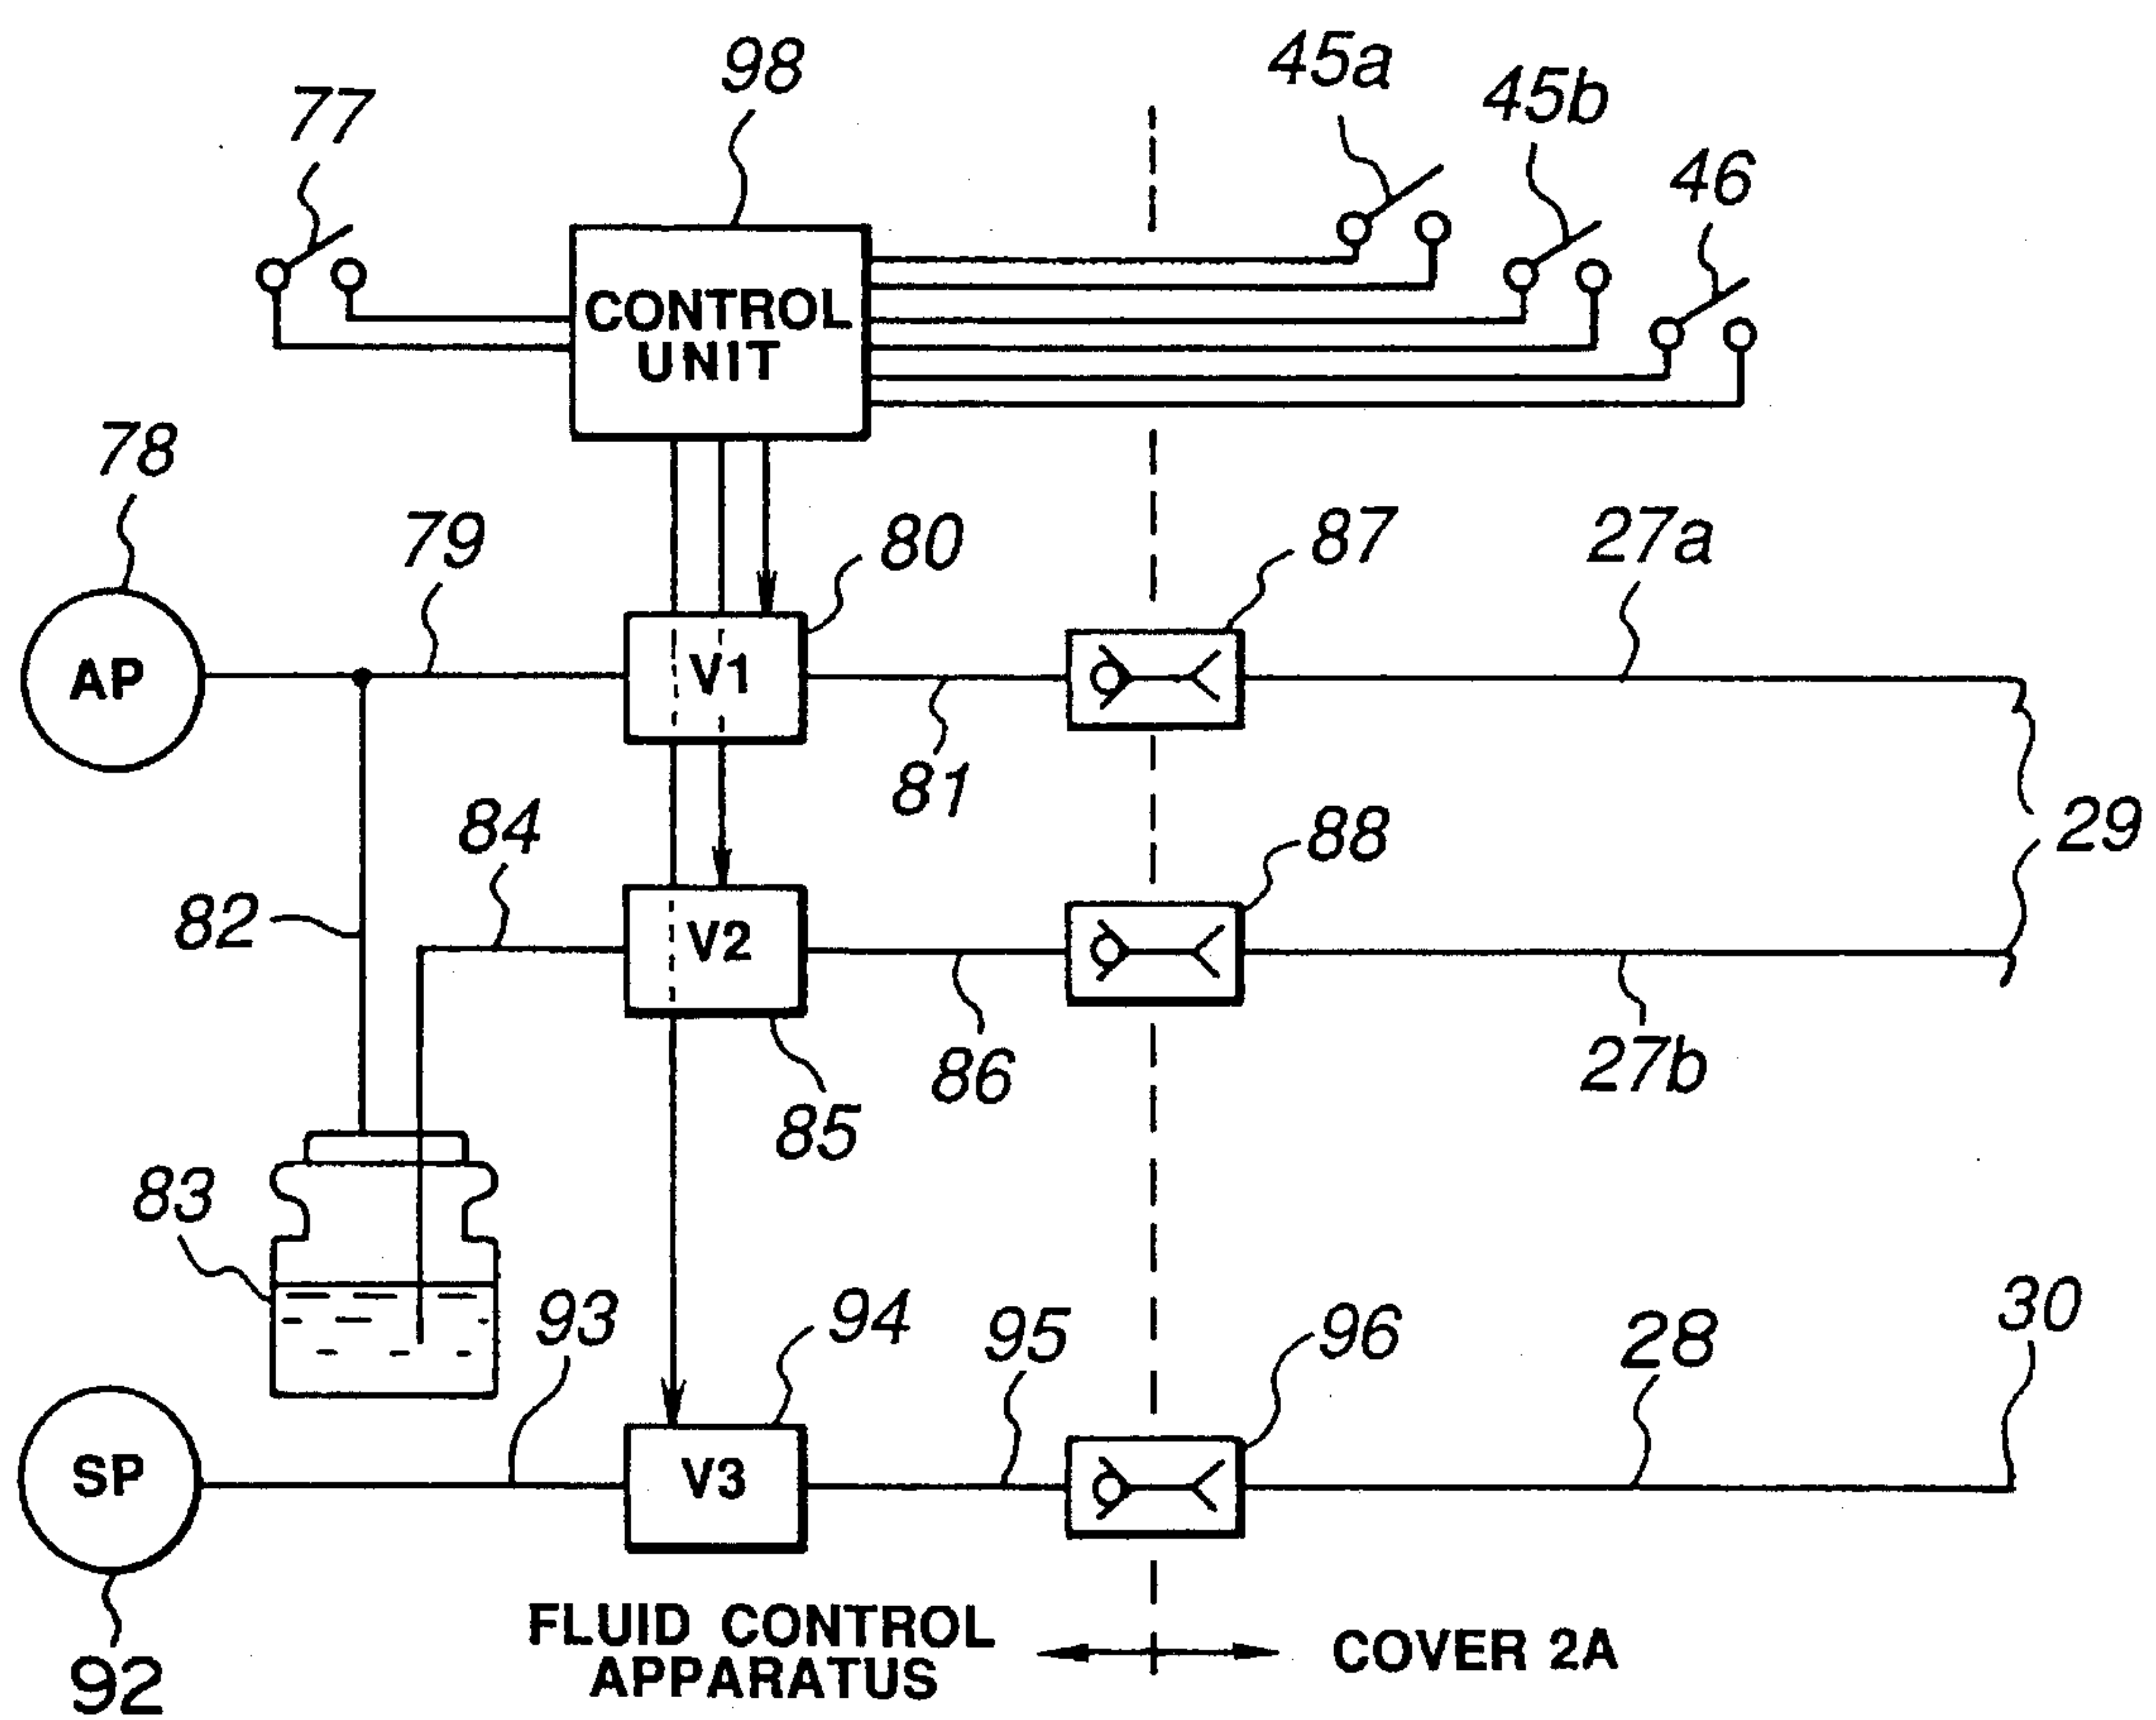 98
45a
45b
77
46
CONTROL
UNIT
78
79
80
87
27a
AP
V1
81
84
88
29
82
V2
86
27b
85
83
93
94
95
96
28
30
SP
V3
FLUID CONTROL
APPARATUS
COVER 2A
92